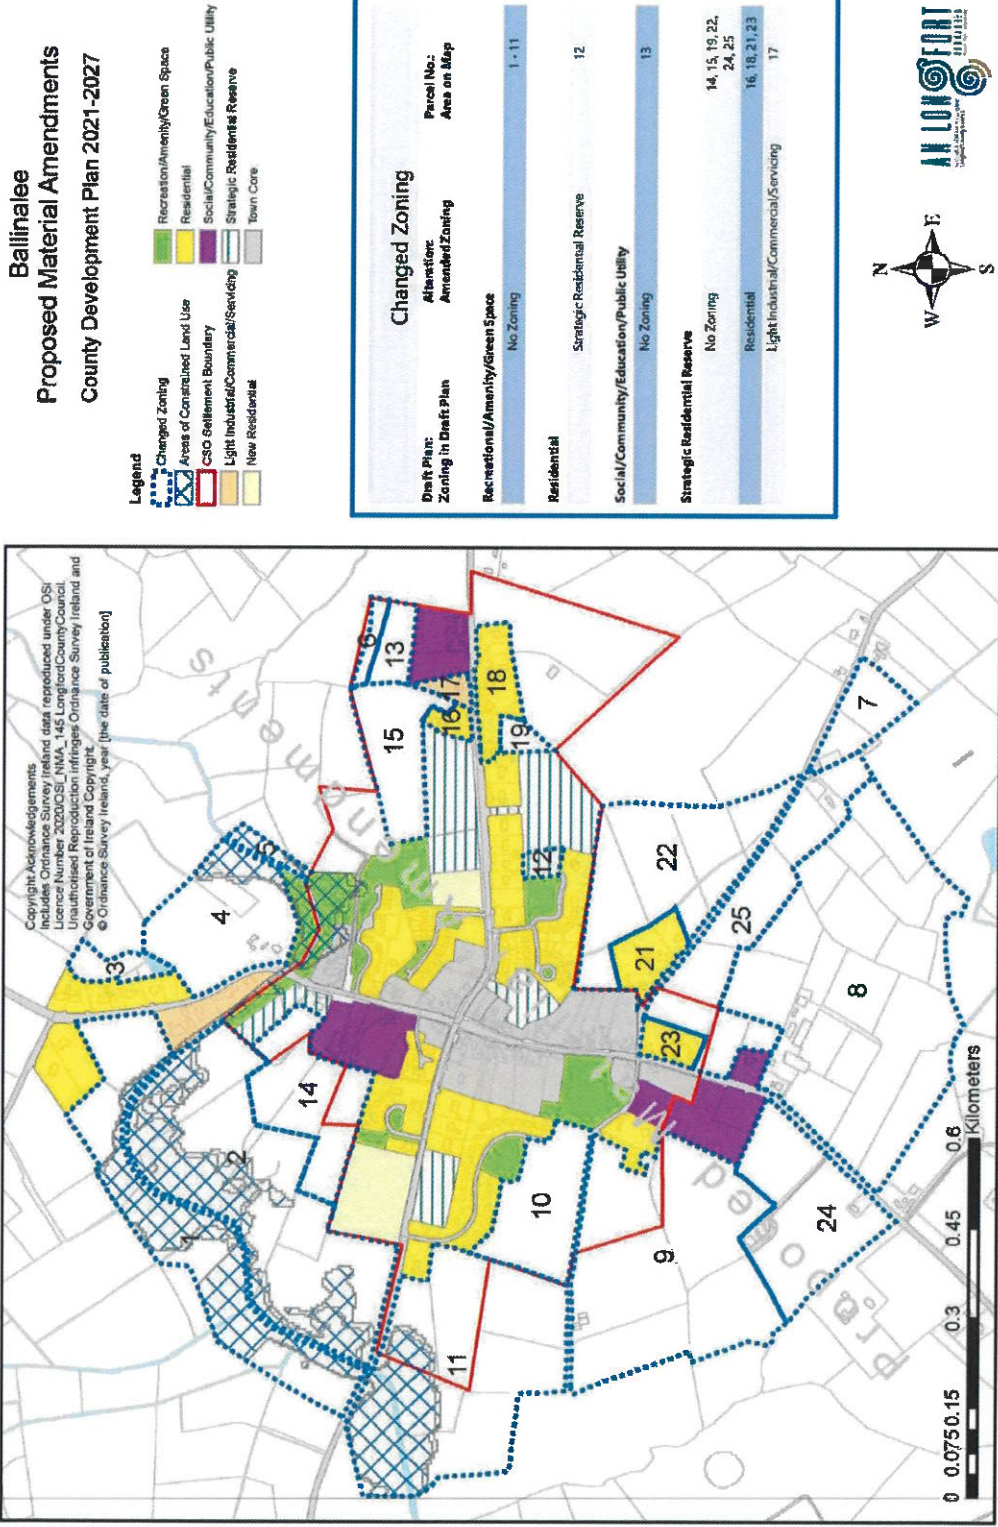 Ballinalee
Proposed Material Amendments
County Development Plan 2021-2027
Legend
Changed Zoning
Areas of Constrained Land Use
CSO Settlement Boundary
Light Industrial/Commercial/Servicing
New Residential
Recreation/Amenity/Green Space
Residential
Social/Community/Education/Public Utility
Strategic Residential Reserve
Town Core
Changed Zoning
Draft Plan: Alteration: Parcel No.:
Zoning in Draft Plan Amended Zoning Area on Map
Recreational/Amenity/Green Space
No Zoning 1 - 11
Residential
Strategic Residential Reserve 12
Social/Community/Education/Public Utility
No Zoning 13
Strategic Residential Reserve
No Zoning 14, 15, 19, 22,
24, 25
Residential 16, 18, 21, 23
Light Industrial/Commercial/Servicing 17
N
W E
S
Copyright Acknowledgements
Includes Ordnance Survey Ireland data reproduced under OSI
Licence Number 2020/OSI_NMA_145 LongfordCountyCouncil.
Unauthorised Reproduction infringes Ordnance Survey Ireland and
Government of Ireland Copyright.
© Ordnance Survey Ireland, year [the date of publication]
3
5
4
6
13
15
17
16
18
19
1
2
14
12
22
21
7
11
10
23
25
9
8
24
0 0.075 0.15 0.3 0.45 0.6
Kilometers